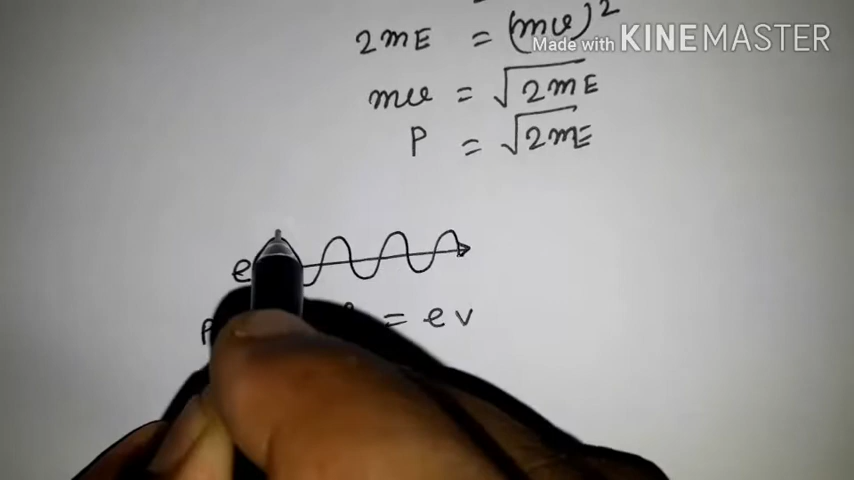 2mE = (mv)²
Made with KINEMASTER
mv = √2mE
P = √2mE
e
P = ev